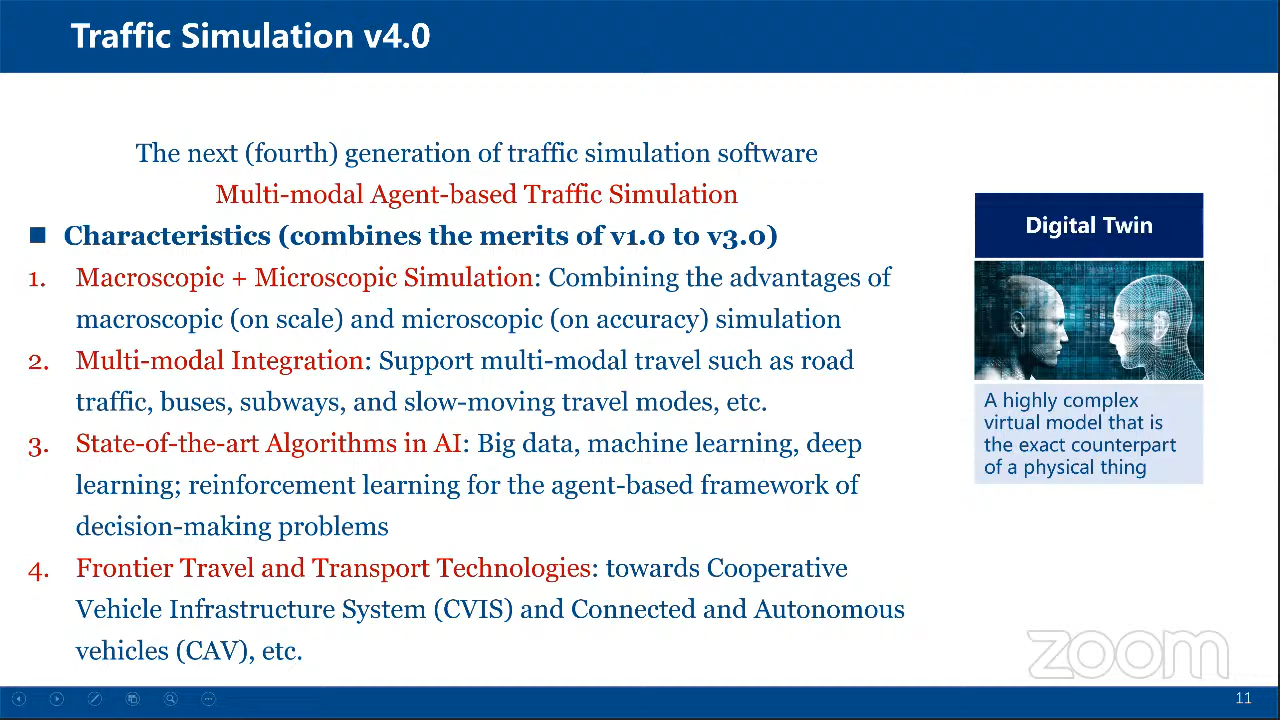 Traffic Simulation v4.0
The next (fourth) generation of traffic simulation software
Multi-modal Agent-based Traffic Simulation
Characteristics (combines the merits of v1.0 to v3.0)
1. Macroscopic + Microscopic Simulation: Combining the advantages of
macroscopic (on scale) and microscopic (on accuracy) simulation
2. Multi-modal Integration: Support multi-modal travel such as road
traffic, buses, subways, and slow-moving travel modes, etc.
3. State-of-the-art Algorithms in AI: Big data, machine learning, deep
learning; reinforcement learning for the agent-based framework of
decision-making problems
4. Frontier Travel and Transport Technologies: towards Cooperative
Vehicle Infrastructure System (CVIS) and Connected and Autonomous
vehicles (CAV), etc.
Digital Twin
A highly complex
virtual model that is
the exact counterpart
of a physical thing
zoom
11